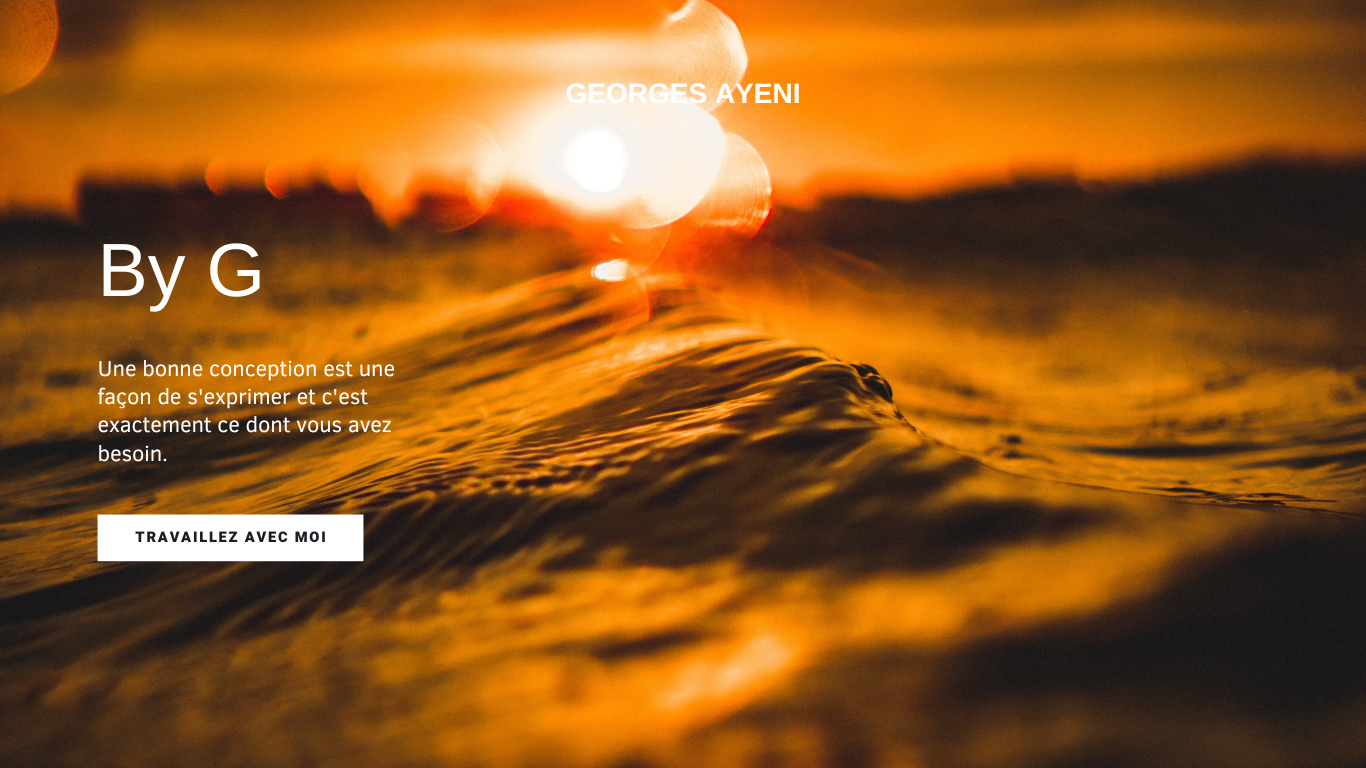 GEORGES AYENI
By G
Une bonne conception est une
façon de s'exprimer et c'est
exactement ce dont vous avez
besoin.
TRAVAILLEZ AVEC MOI